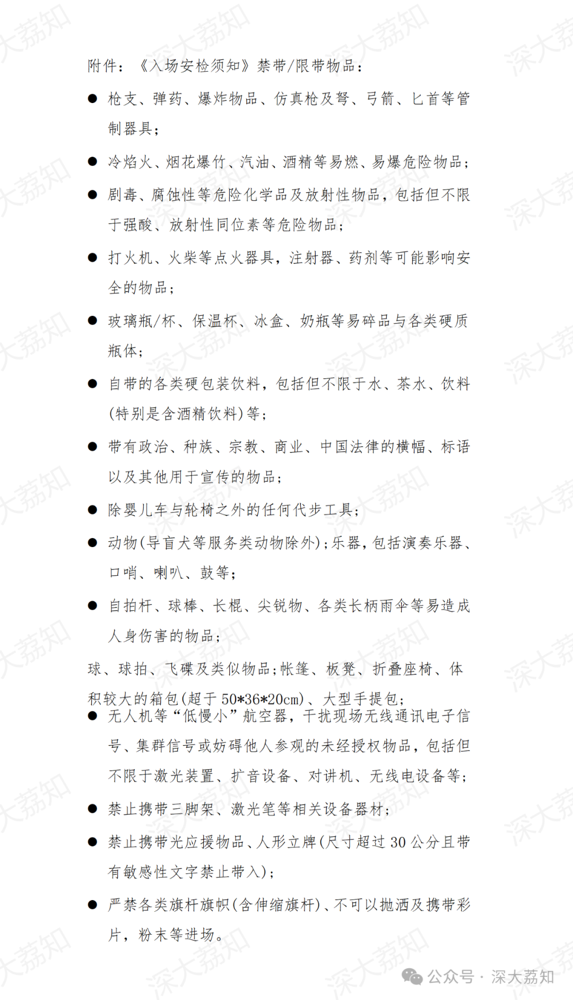 附件：《入场安检须知》禁带/限带物品：
● 枪支、弹药、爆炸物品、仿真枪及弩、弓箭、匕首等管
制器具；
● 冷焰火、烟花爆竹、汽油、酒精等易燃、易爆危险物品；
● 剧毒、腐蚀性等危险化学品及放射性物品，包括但不限
于强酸、放射性同位素等危险物品；
● 打火机、火柴等点火器具，注射器、药剂等可能影响安
全的物品；
● 玻璃瓶/杯、保温杯、冰盒、奶瓶等易碎品与各类硬质
瓶体；
● 自带的各类硬包装饮料，包括但不限于水、茶水、饮料
(特别是含酒精饮料)等；
● 带有政治、种族、宗教、商业、中国法律的横幅、标语
以及其他用于宣传的物品；
● 除婴儿车与轮椅之外的任何代步工具；
● 动物(导盲犬等服务类动物除外)；乐器，包括演奏乐器、
口哨、喇叭、鼓等；
● 自拍杆、球棒、长棍、尖锐物、各类长柄雨伞等易造成
人身伤害的物品；
球、球拍、飞碟及类似物品；帐篷、板凳、折叠座椅、体
积较大的箱包(超于 50*36*20cm)、大型手提包；
● 无人机等“低慢小”航空器，干扰现场无线通讯电子信
号、集群信号或妨碍他人参观的未经授权物品，包括但
不限于激光装置、扩音设备、对讲机、无线电设备等；
● 禁止携带三脚架、激光笔等相关设备器材；
● 禁止携带光应援物品、人形立牌(尺寸超过 30 公分且带
有敏感性文字禁止带入)；
● 严禁各类旗杆旗帜(含伸缩旗杆)、不可以抛洒及携带彩
片，粉末等进场。
公众号 · 深大荔知
深大荔知